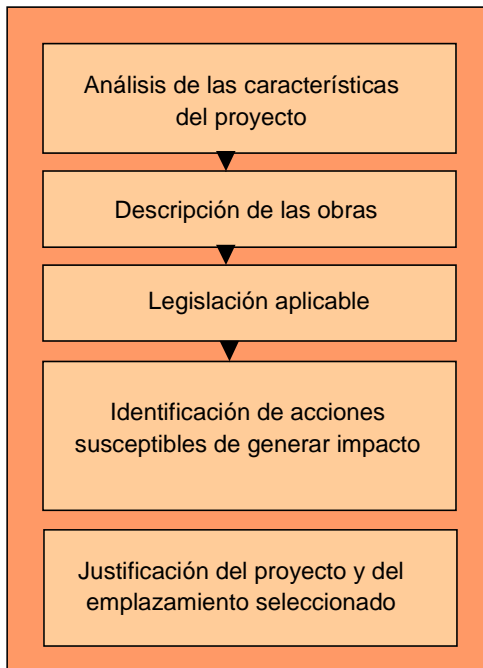 Análisis de las características
del proyecto
Descripción de las obras
Legislación aplicable
Identificación de acciones
susceptibles de generar impacto
Justificación del proyecto y del
emplazamiento seleccionado